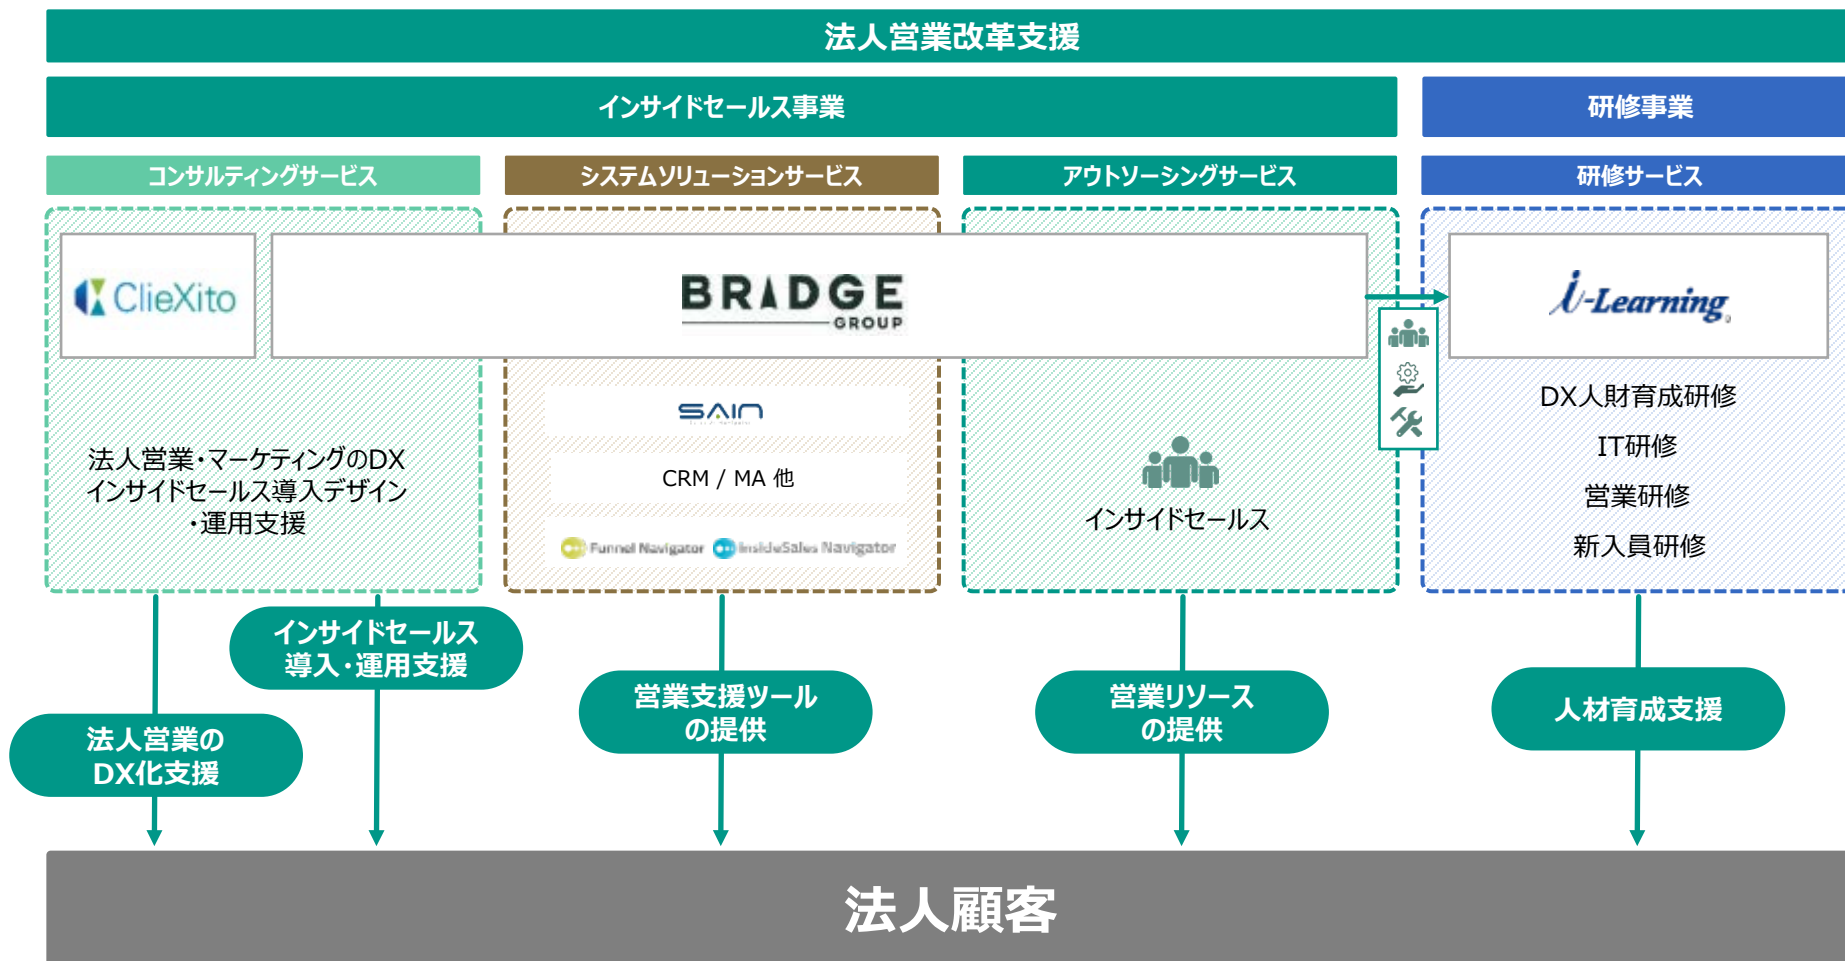 法人営業改革支援
インサイドセールス事業
研修事業
コンサルティングサービス
システムソリューションサービス
アウトソーシングサービス
研修サービス
ClieXito
BRIDGE
GROUP
i-Learning
SAIN
CRM / MA 他
Funnel Navigator
InsideSales Navigator
法人営業・マーケティングのDX
インサイドセールス導入デザイン
・運用支援
インサイドセールス
DX人財育成研修
IT研修
営業研修
新入員研修
インサイドセールス
導入・運用支援
法人営業の
DX化支援
営業支援ツール
の提供
営業リソース
の提供
人材育成支援
法人顧客